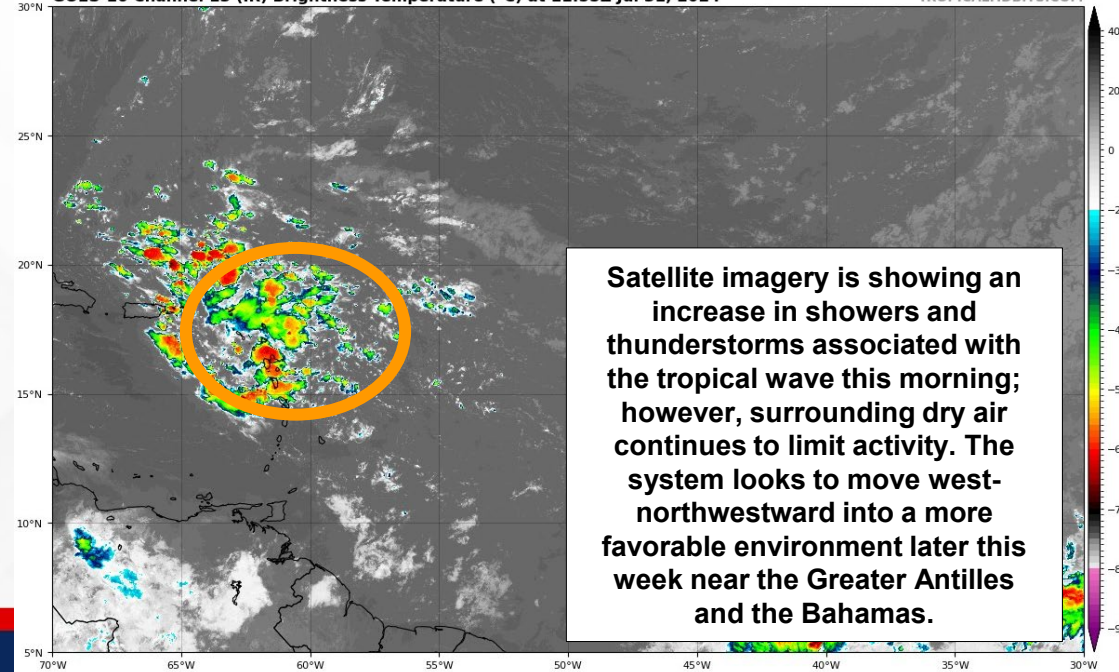 30°N
25°N
20°N
15°N
10°N
5°N
70°W 65°W 60°W 55°W 50°W 45°W 40°W 35°W 30°W
40
20
0
Satellite imagery is showing an
increase in showers and
thunderstorms associated with
the tropical wave this morning;
however, surrounding dry air
continues to limit activity. The
system looks to move west-
northwestward into a more
favorable environment later this
week near the Greater Antilles
and the Bahamas.